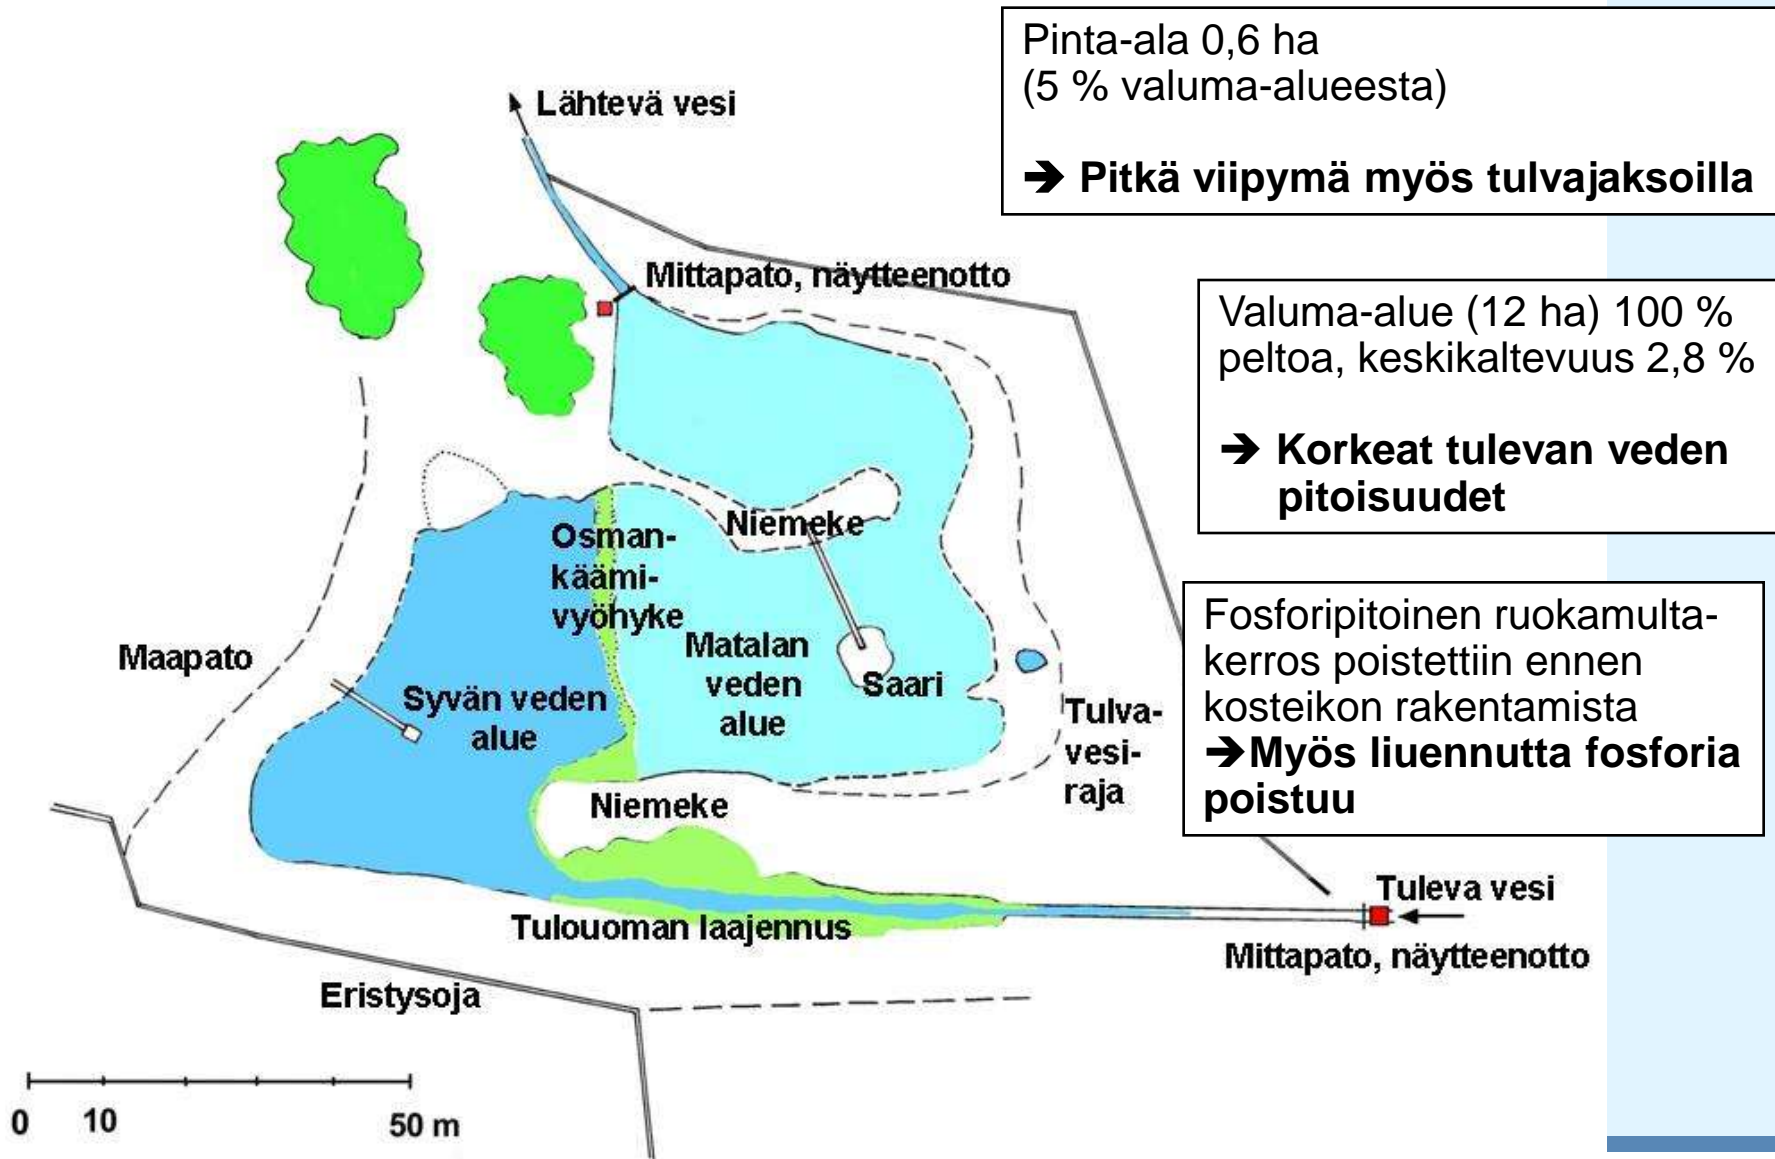 Pinta-ala 0,6 ha
(5 % valuma-alueesta)
➔ Pitkä viipymä myös tulvajaksoilla
Lähtevä vesi
Mittapato, näytteenotto
Valuma-alue (12 ha) 100 %
peltoa, keskikaltevuus 2,8 %
➔ Korkeat tulevan veden
pitoisuudet
Niemeke
Osman-
käämi-
vyöhyke
Fosforipitoinen ruokamulta-
kerros poistettiin ennen
kosteikon rakentamista
➔Myös liuennutta fosforia
poistuu
Maapato
Matalan
veden
alue
Saari
Syvän veden
alue
Tulva-
vesi-
raja
Niemeke
Tuleva vesi
Tulouoman laajennus
Mittapato, näytteenotto
Eristysoja
0 10 50 m